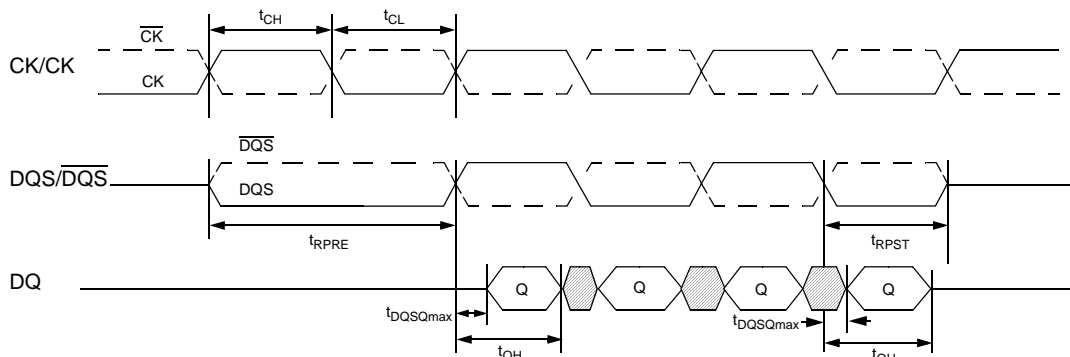 tCH
tCL
CK
CK/CK
CK
DQS
DQS/DQS
DQS
tRPRE
tRPST
DQ
Q
Q
Q
Q
tDQSQmax
tDQSQmax
tQH
tQH